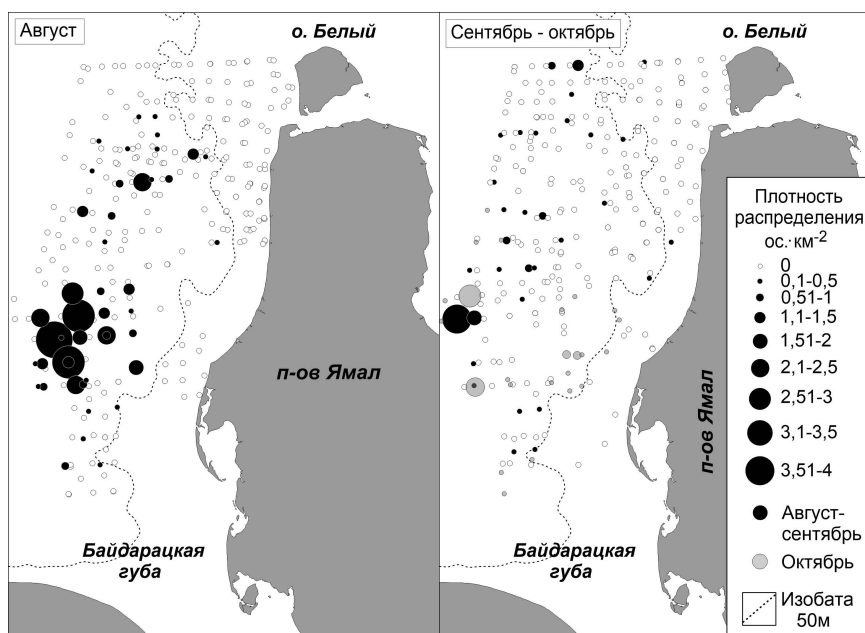 Август
о. Белый
п-ов Ямал
Байдарацкая
губа
Сентябрь - октябрь
о. Белый
п-ов Ямал
Байдарацкая
губа
Плотность
распределения
ос.·км⁻²
0
0,1-0,5
0,51-1
1,1-1,5
1,51-2
2,1-2,5
2,51-3
3,1-3,5
3,51-4
Август-
сентябрь
Октябрь
Изобата
50м